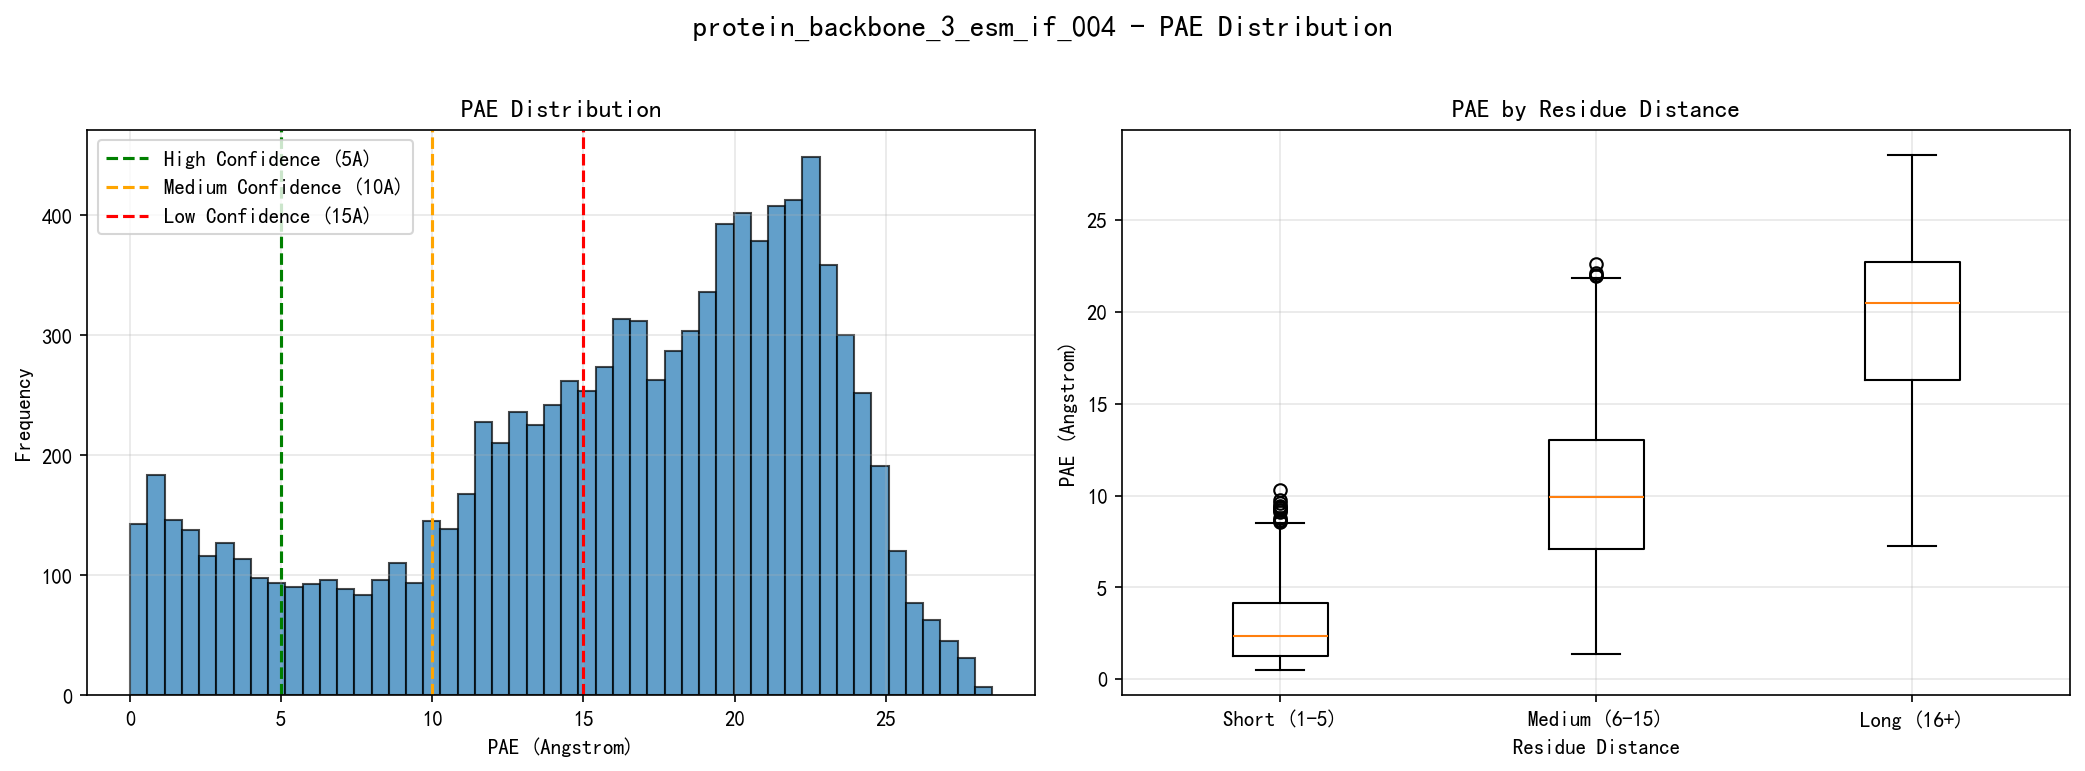 protein_backbone_3_esm_if_004 - PAE Distribution
PAE Distribution
High Confidence (5A)
Medium Confidence (10A)
Low Confidence (15A)
Frequency
400
300
200
100
0
0 5 10 15 20 25
PAE (Angstrom)
PAE by Residue Distance
PAE (Angstrom)
25
20
15
10
5
0
Short (1-5) Medium (6-15) Long (16+)
Residue Distance